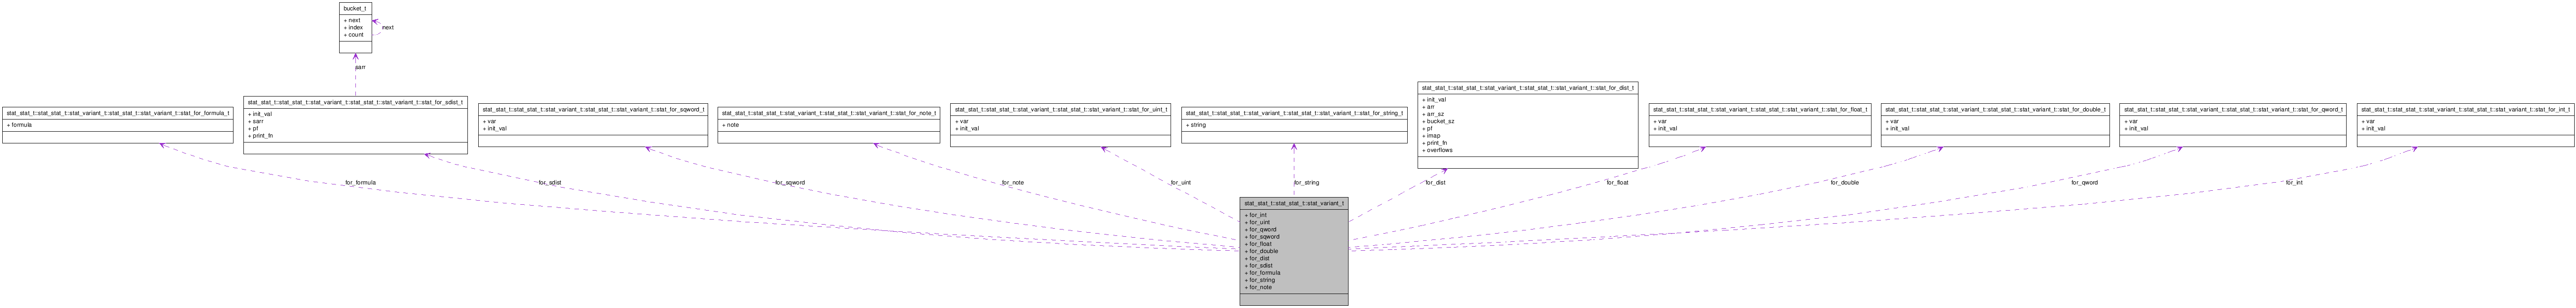 bucket_t
+ next
+ index
+ count
next
sarr
stat_stat_t::stat_stat_t::stat_variant_t::stat_stat_t::stat_variant_t::stat_for_formula_t
+ formula
stat_stat_t::stat_stat_t::stat_variant_t::stat_stat_t::stat_variant_t::stat_for_sdist_t
+ init_val
+ sarr
+ pf
+ print_fn
stat_stat_t::stat_stat_t::stat_variant_t::stat_stat_t::stat_variant_t::stat_for_sqword_t
+ var
+ init_val
stat_stat_t::stat_stat_t::stat_variant_t::stat_stat_t::stat_variant_t::stat_for_note_t
+ note
stat_stat_t::stat_stat_t::stat_variant_t::stat_stat_t::stat_variant_t::stat_for_uint_t
+ var
+ init_val
stat_stat_t::stat_stat_t::stat_variant_t::stat_stat_t::stat_variant_t::stat_for_string_t
+ string
stat_stat_t::stat_stat_t::stat_variant_t::stat_stat_t::stat_variant_t::stat_for_dist_t
+ init_val
+ arr
+ arr_sz
+ bucket_sz
+ pf
+ imap
+ print_fn
+ overflows
stat_stat_t::stat_stat_t::stat_variant_t::stat_stat_t::stat_variant_t::stat_for_float_t
+ var
+ init_val
stat_stat_t::stat_stat_t::stat_variant_t::stat_stat_t::stat_variant_t::stat_for_double_t
+ var
+ init_val
stat_stat_t::stat_stat_t::stat_variant_t::stat_stat_t::stat_variant_t::stat_for_qword_t
+ var
+ init_val
stat_stat_t::stat_stat_t::stat_variant_t::stat_stat_t::stat_variant_t::stat_for_int_t
+ var
+ init_val
for_formula
for_sdist
for_sqword
for_note
for_uint
for_string
for_dist
for_float
for_double
for_qword
for_int
stat_stat_t::stat_stat_t::stat_variant_t
+ for_int
+ for_uint
+ for_qword
+ for_sqword
+ for_float
+ for_double
+ for_dist
+ for_sdist
+ for_formula
+ for_string
+ for_note